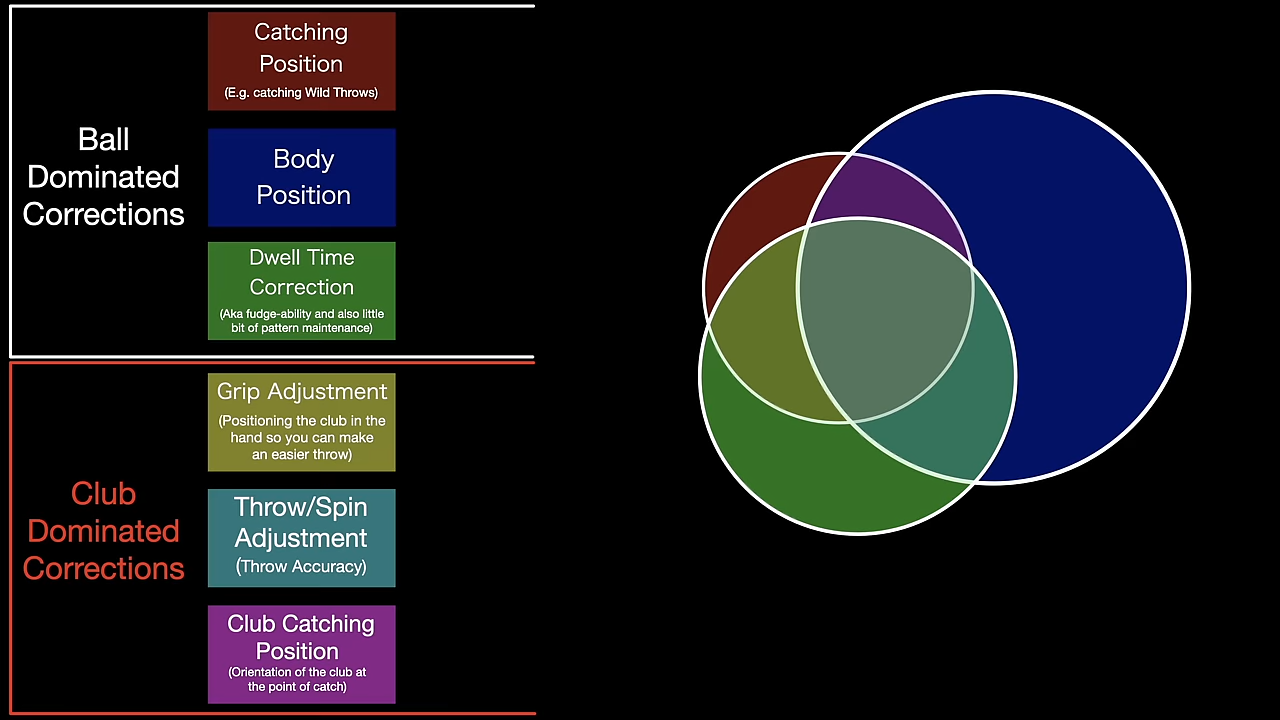 Ball
Dominated
Corrections
Catching
Position
(E.g. catching Wild Throws)
Body
Position
Dwell Time
Correction
(Aka fudge-ability and also little
bit of pattern maintenance)
Club
Dominated
Corrections
Grip Adjustment
(Positioning the club in the
hand so you can make
an easier throw)
Throw/Spin
Adjustment
(Throw Accuracy)
Club Catching
Position
(Orientation of the club at
the point of catch)